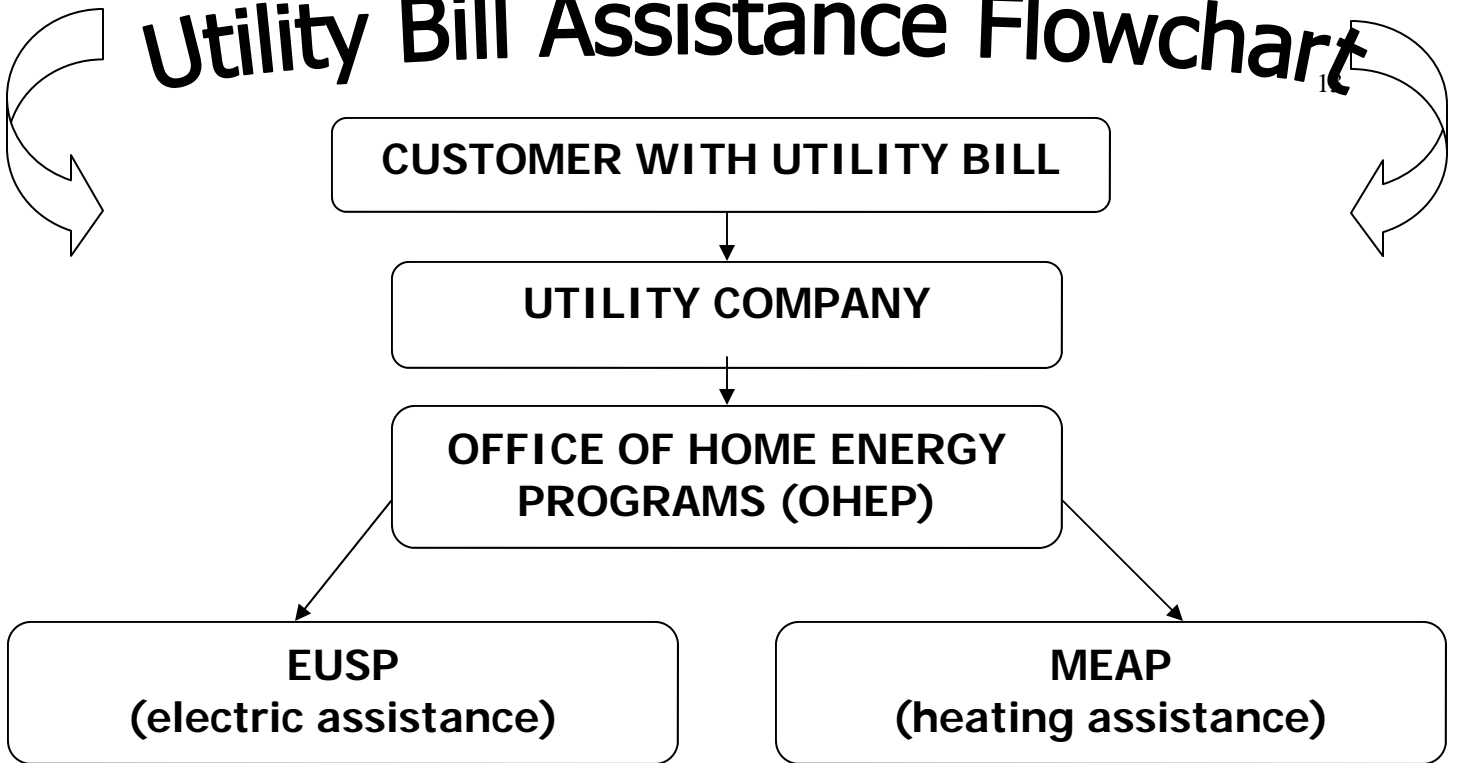 Utility Bill Assistance Flowchart
CUSTOMER WITH UTILITY BILL
UTILITY COMPANY
OFFICE OF HOME ENERGY
PROGRAMS (OHEP)
EUSP
(electric assistance)
MEAP
(heating assistance)